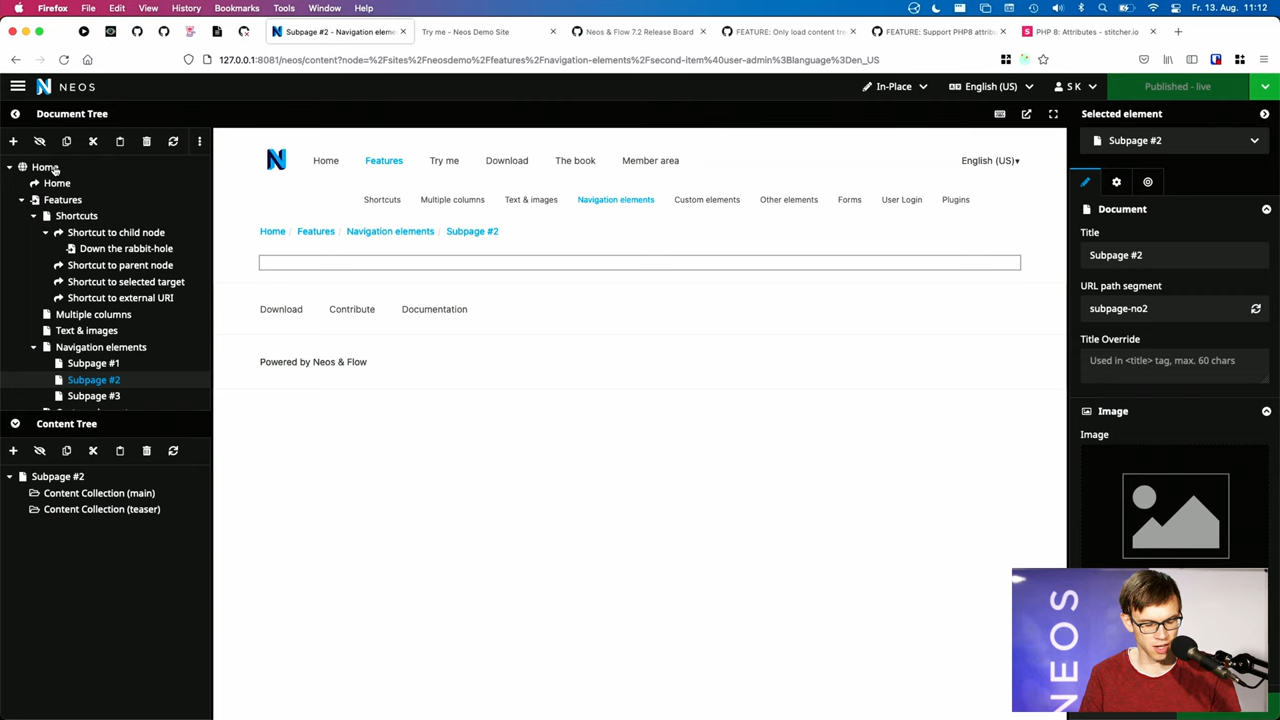 Firefox File Edit View History Bookmarks Tools Window Help
Fr 13. Aug. 11:12
Subpage #2 - Navigation eleme
Try me - Neos Demo Site
Neos & Flow 7.2 Release Board
FEATURE: Only load content tre
FEATURE: Support PHP8 attribu
PHP 8: Attributes - stitcher.io
127.0.0.1:8081/neos/content?node=%2Fsites%2Fneosdemo%2Ffeatures%2Fnavigation-elements%2Fsecond-item%40user-admin%3Blanguage%3Den_US
NEOS
In-Place
English (US)
S K
Published - live
Document Tree
Home
Home
Features
Shortcuts
Shortcut to child node
Down the rabbit-hole
Shortcut to parent node
Shortcut to selected target
Shortcut to external URI
Multiple columns
Text & images
Navigation elements
Subpage #1
Subpage #2
Subpage #3
Content Tree
Subpage #2
Content Collection (main)
Content Collection (teaser)
Home Features Try me Download The book Member area English (US)▾
Shortcuts Multiple columns Text & images Navigation elements Custom elements Other elements Forms User Login Plugins
Home / Features / Navigation elements / Subpage #2
Download Contribute Documentation
Powered by Neos & Flow
Selected element
Subpage #2
Document
Title
Subpage #2
URL path segment
subpage-no2
Title Override
Used in <title> tag, max. 60 chars
Image
Image
NEOS